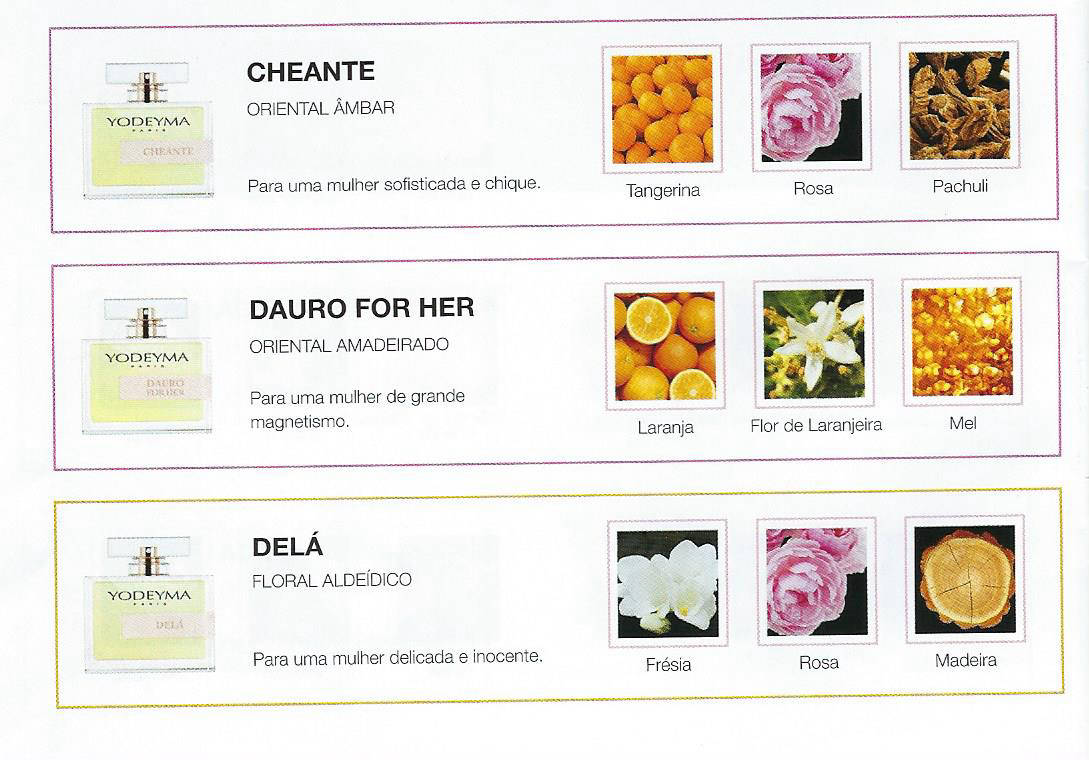 CHEANTE
ORIENTAL ÂMBAR
Para uma mulher sofisticada e chique.
YODEYMA
PARIS
CHEANTE
Tangerina
Rosa
Pachuli
DAURO FOR HER
ORIENTAL AMADEIRADO
Para uma mulher de grande
magnetismo.
YODEYMA
PARIS
DAURO
FOR HER
Laranja
Flor de Laranjeira
Mel
DELÁ
FLORAL ALDEÍDICO
Para uma mulher delicada e inocente.
YODEYMA
PARIS
DELÁ
Frésia
Rosa
Madeira